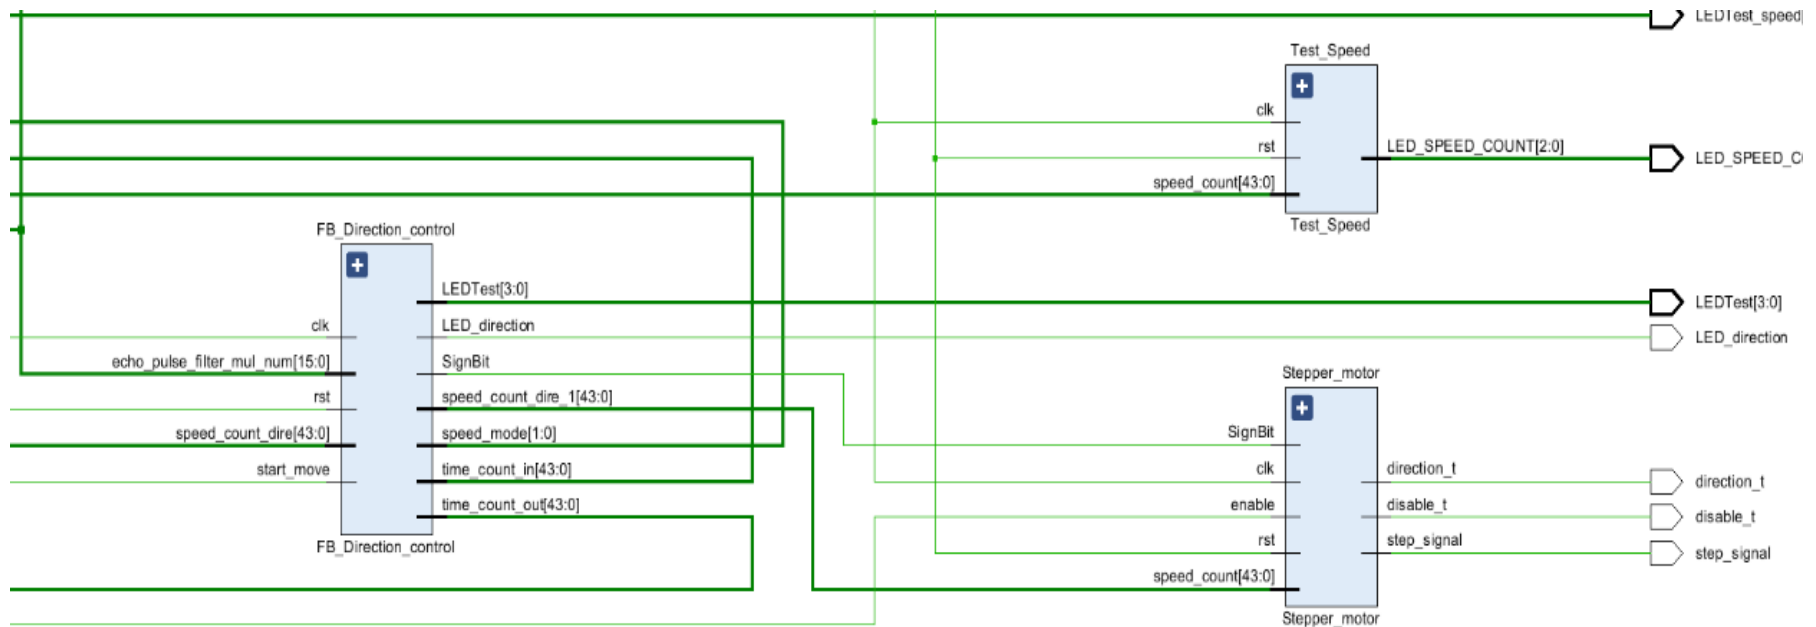 LEDTest_speed[
Test_Speed
clk
rst
LED_SPEED_COUNT[2:0]
LED_SPEED_C
speed_count[43:0]
Test_Speed
FB_Direction_control
LEDTest[3:0]
LEDTest[3:0]
clk
LED_direction
LED_direction
echo_pulse_filter_mul_num[15:0]
SignBit
Stepper_motor
rst
speed_count_dire_1[43:0]
speed_count_dire[43:0]
speed_mode[1:0]
SignBit
start_move
time_count_in[43:0]
clk
direction_t
direction_t
time_count_out[43:0]
enable
disable_t
disable_t
FB_Direction_control
rst
step_signal
step_signal
speed_count[43:0]
Stepper_motor